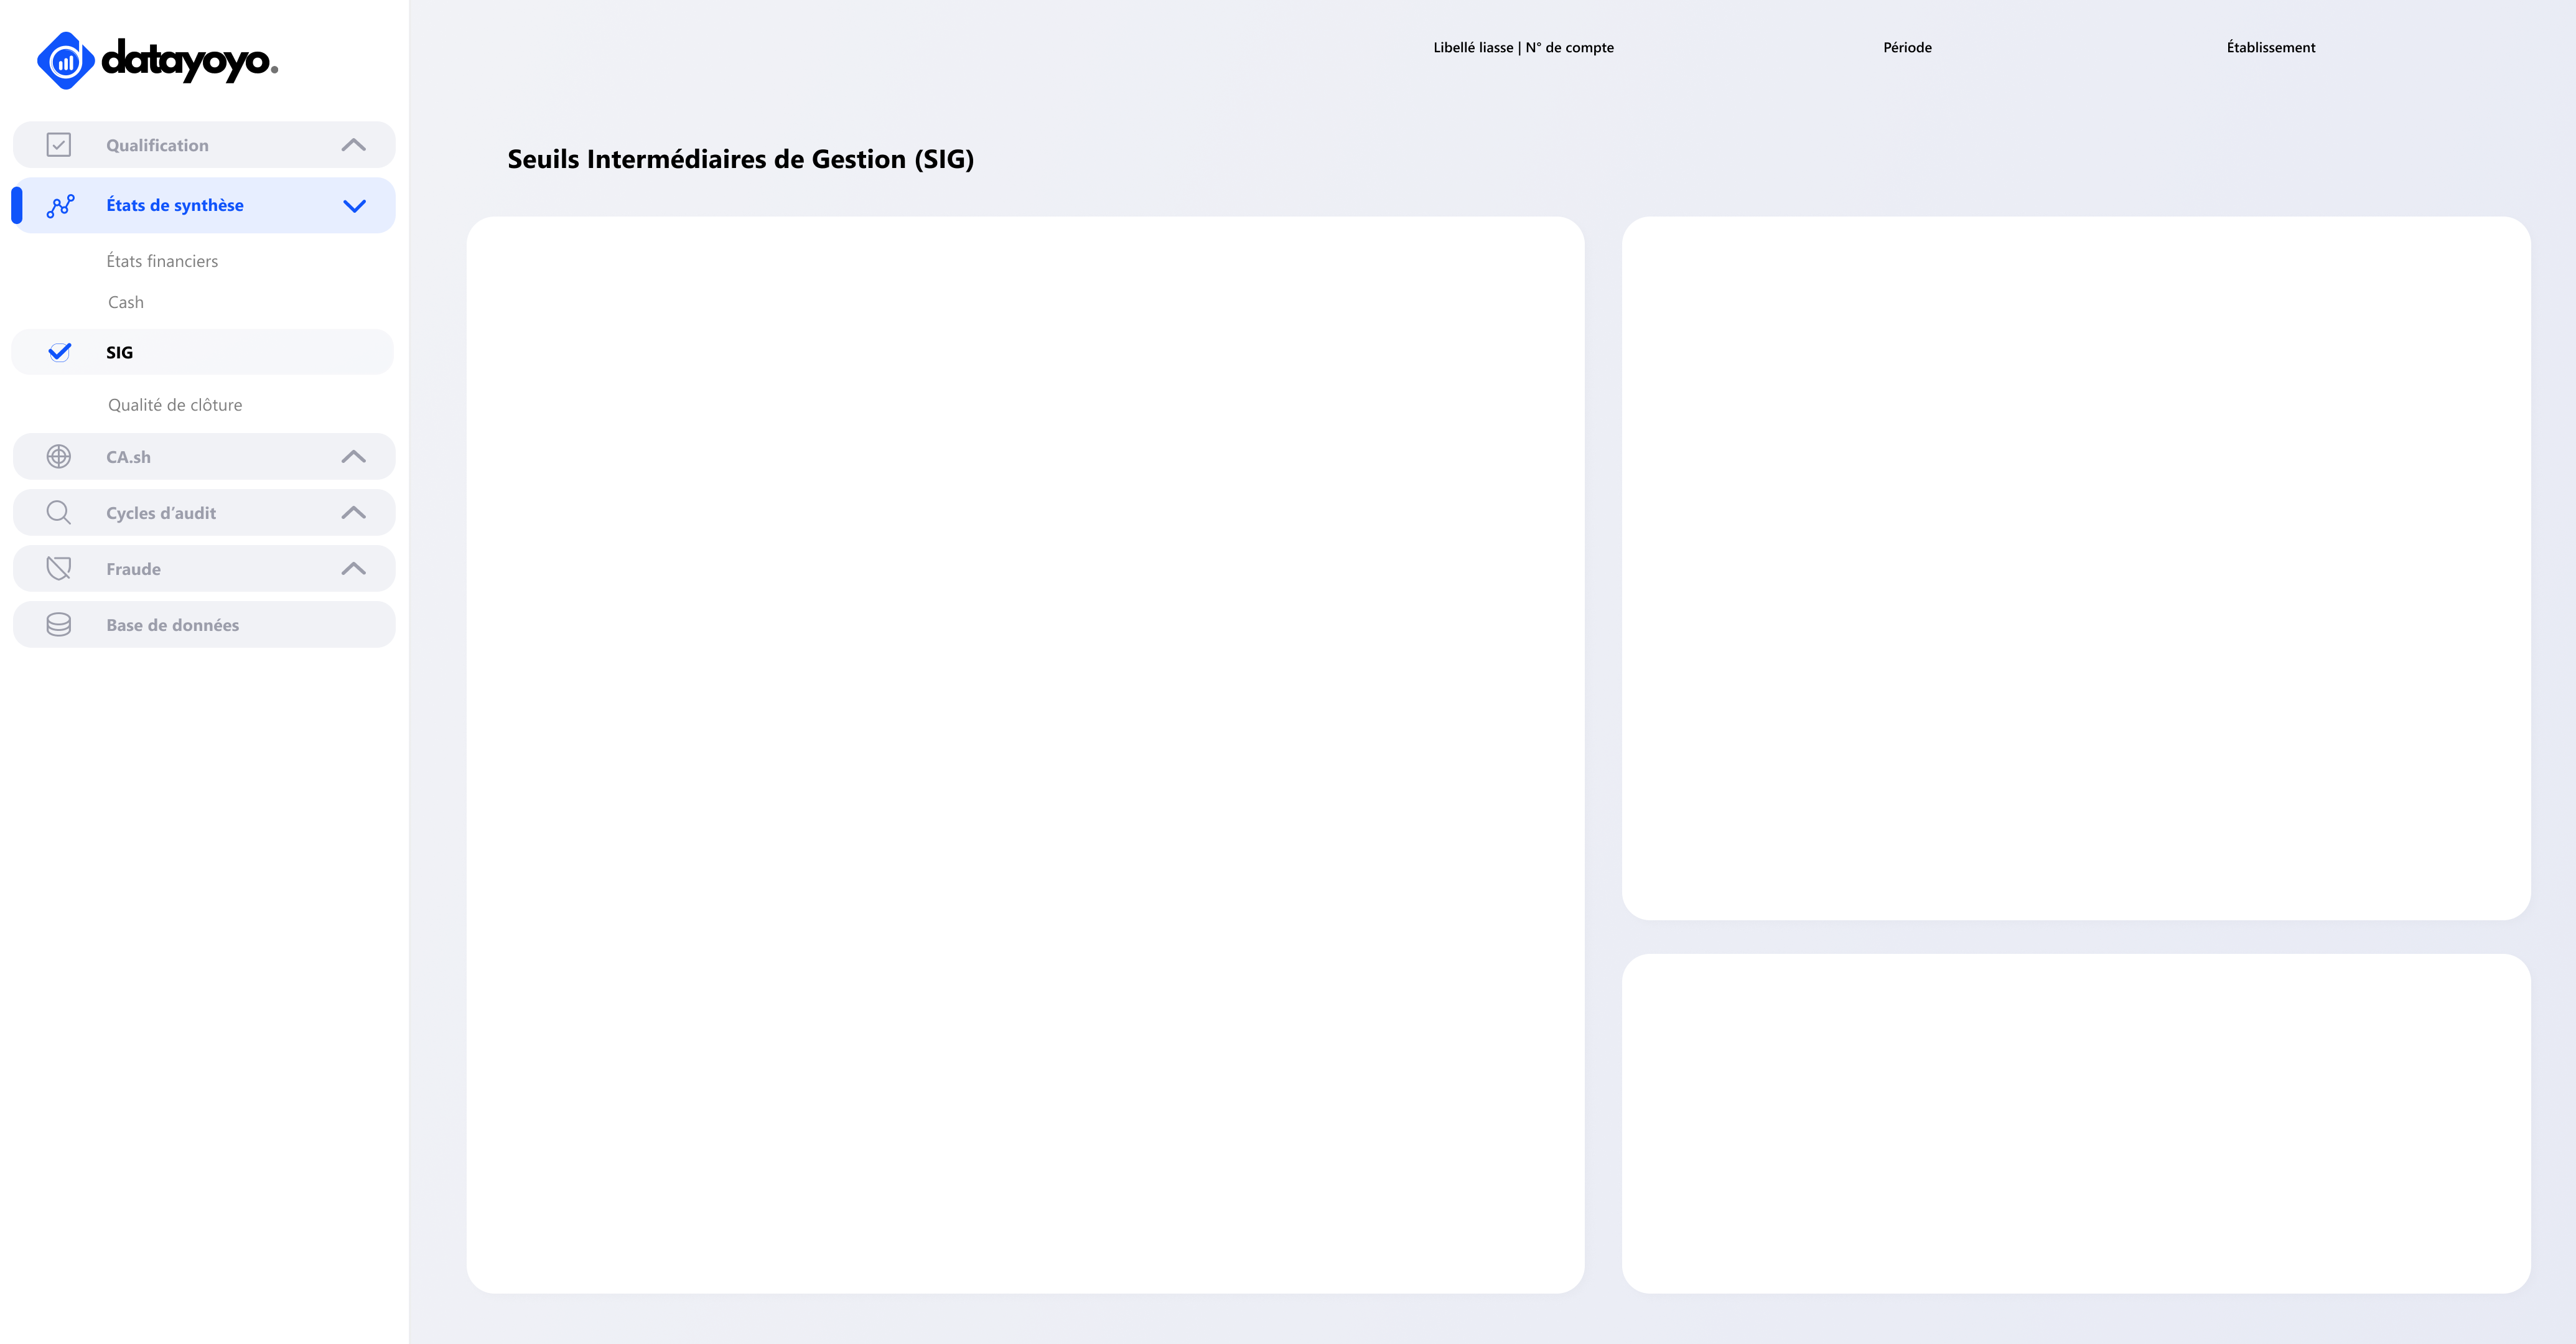 datayoyo.
Libellé liasse | N° de compte
Période
Établissement
Qualification
Seuils Intermédiaires de Gestion (SIG)
États de synthèse
États financiers
Cash
SIG
Qualité de clôture
CA.sh
Cycles d’audit
Fraude
Base de données